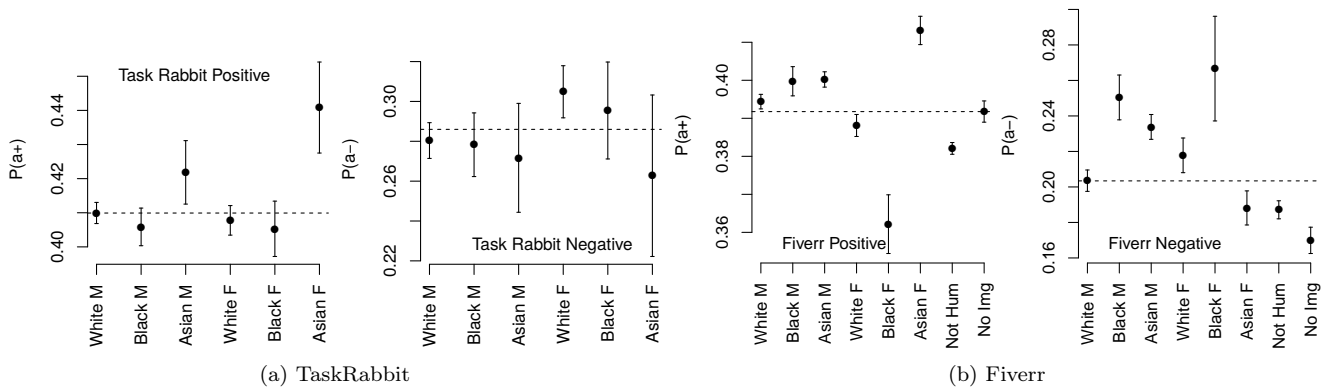 Task Rabbit Positive
P(a+)
0.44
0.42
0.40
White M
Black M
Asian M
White F
Black F
Asian F
P(a−)
0.30
0.26
0.22
Task Rabbit Negative
White M
Black M
Asian M
White F
Black F
Asian F
(a) TaskRabbit
P(a+)
0.40
0.38
0.36
Fiverr Positive
White M
Black M
Asian M
White F
Black F
Asian F
Not Hum
No Img
P(a−)
0.28
0.24
0.20
0.16
Fiverr Negative
White M
Black M
Asian M
White F
Black F
Asian F
Not Hum
No Img
(b) Fiverr